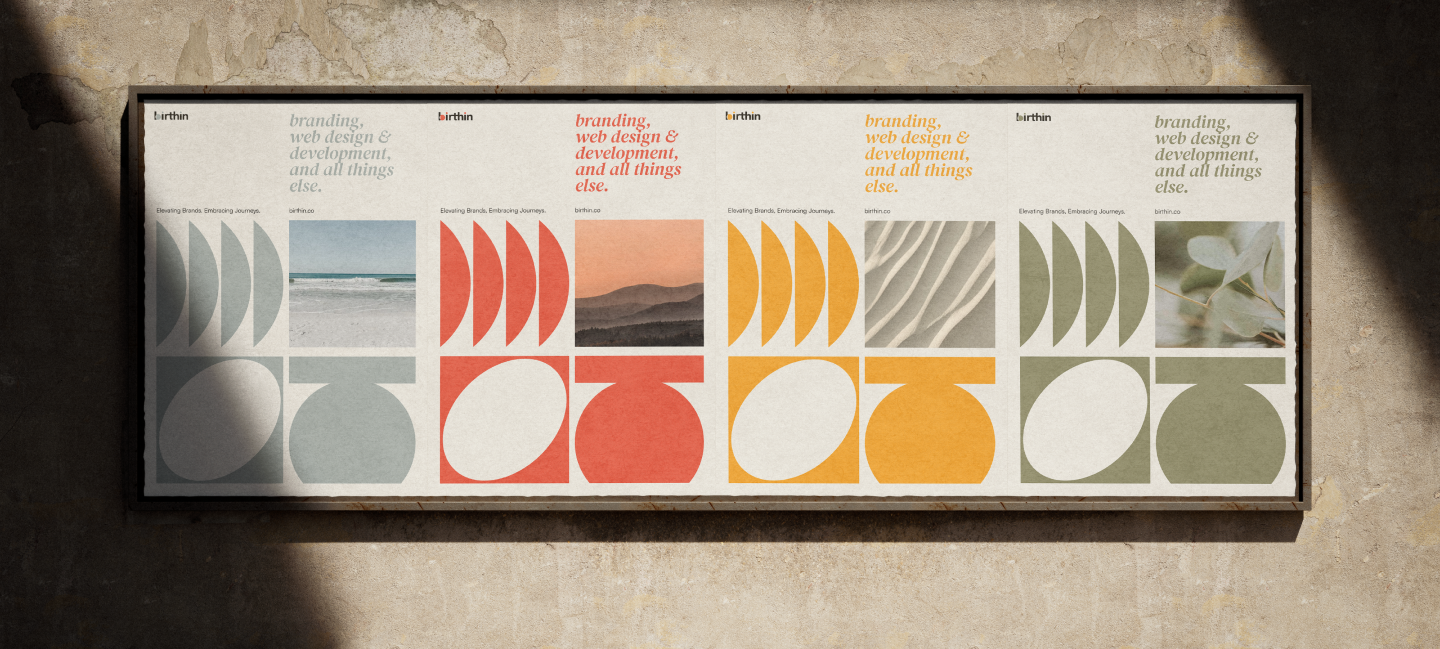 birthin
branding,
web design &
development,
and all things
else.
Elevating Brands. Embracing Journeys.
birthin.co
birthin
branding,
web design &
development,
and all things
else.
Elevating Brands. Embracing Journeys.
birthin.co
birthin
branding,
web design &
development,
and all things
else.
Elevating Brands. Embracing Journeys.
birthin.co
birthin
branding,
web design &
development,
and all things
else.
Elevating Brands. Embracing Journeys.
birthin.co